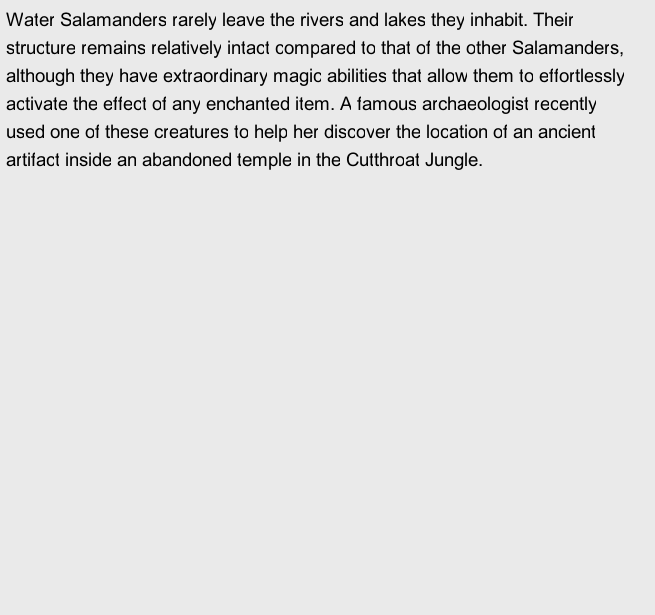 Water Salamanders rarely leave the rivers and lakes they inhabit. Their
structure remains relatively intact compared to that of the other Salamanders,
although they have extraordinary magic abilities that allow them to effortlessly
activate the effect of any enchanted item. A famous archaeologist recently
used one of these creatures to help her discover the location of an ancient
artifact inside an abandoned temple in the Cutthroat Jungle.